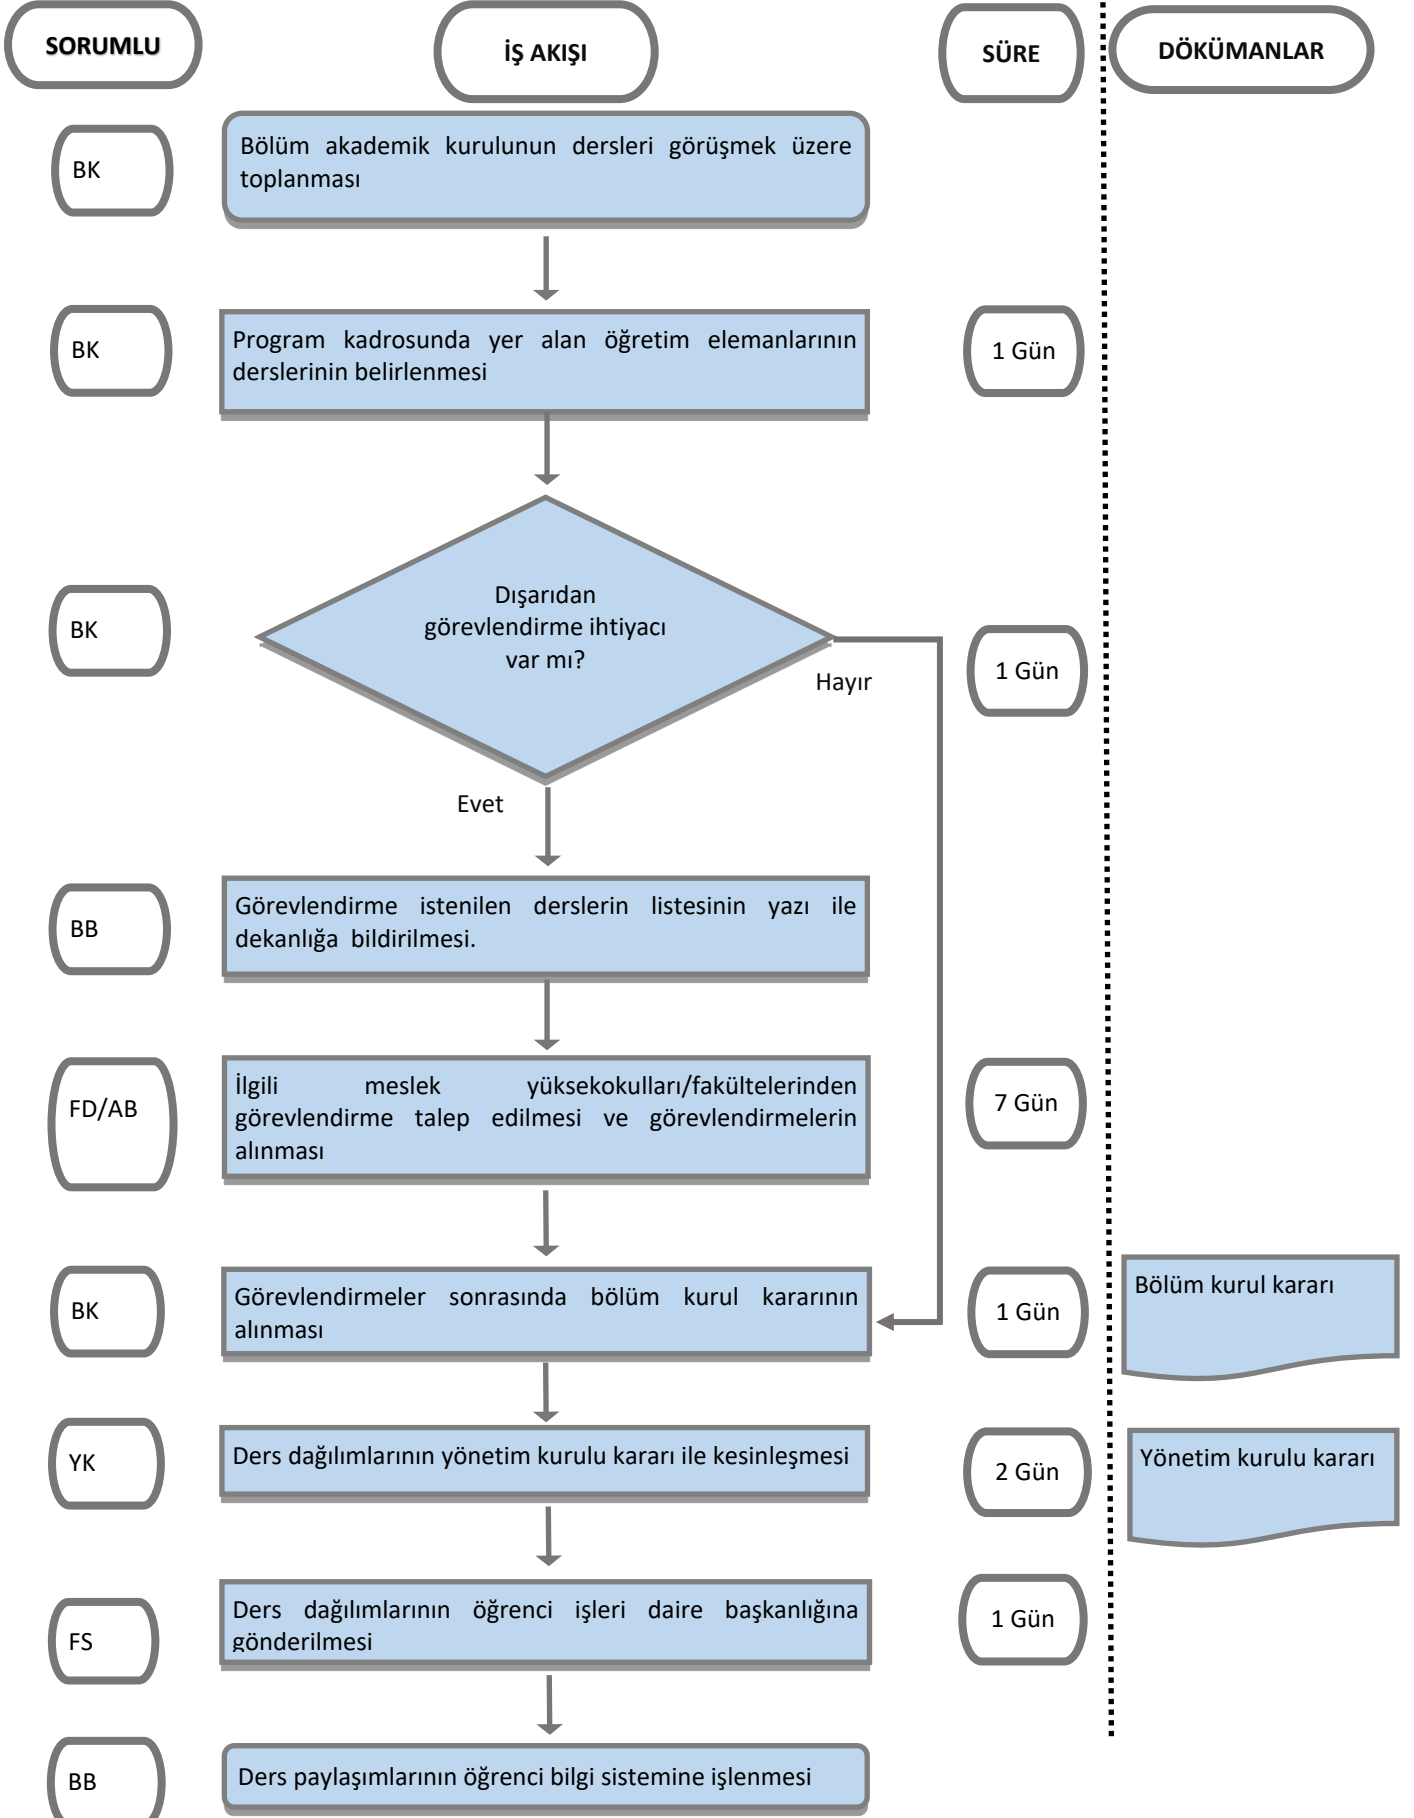 SORUMLU
İŞ AKIŞI
SÜRE
DÖKÜMANLAR
BK
Bölüm akademik kurulunun dersleri görüşmek üzere
toplanması
BK
Program kadrosunda yer alan öğretim elemanlarının
derslerinin belirlenmesi
1 Gün
BK
Dışarıdan
görevlendirme ihtiyacı
var mı?
Hayır
1 Gün
Evet
BB
Görevlendirme istenilen derslerin listesinin yazı ile
dekanlığa bildirilmesi.
FD/AB
İlgili meslek yüksekokulları/fakültelerinden
görevlendirme talep edilmesi ve görevlendirmelerin
alınması
7 Gün
BK
Görevlendirmeler sonrasında bölüm kurul kararının
alınması
1 Gün
Bölüm kurul kararı
YK
Ders dağılımlarının yönetim kurulu kararı ile kesinleşmesi
2 Gün
Yönetim kurulu kararı
FS
Ders dağılımlarının öğrenci işleri daire başkanlığına
gönderilmesi
1 Gün
BB
Ders paylaşımlarının öğrenci bilgi sistemine işlenmesi